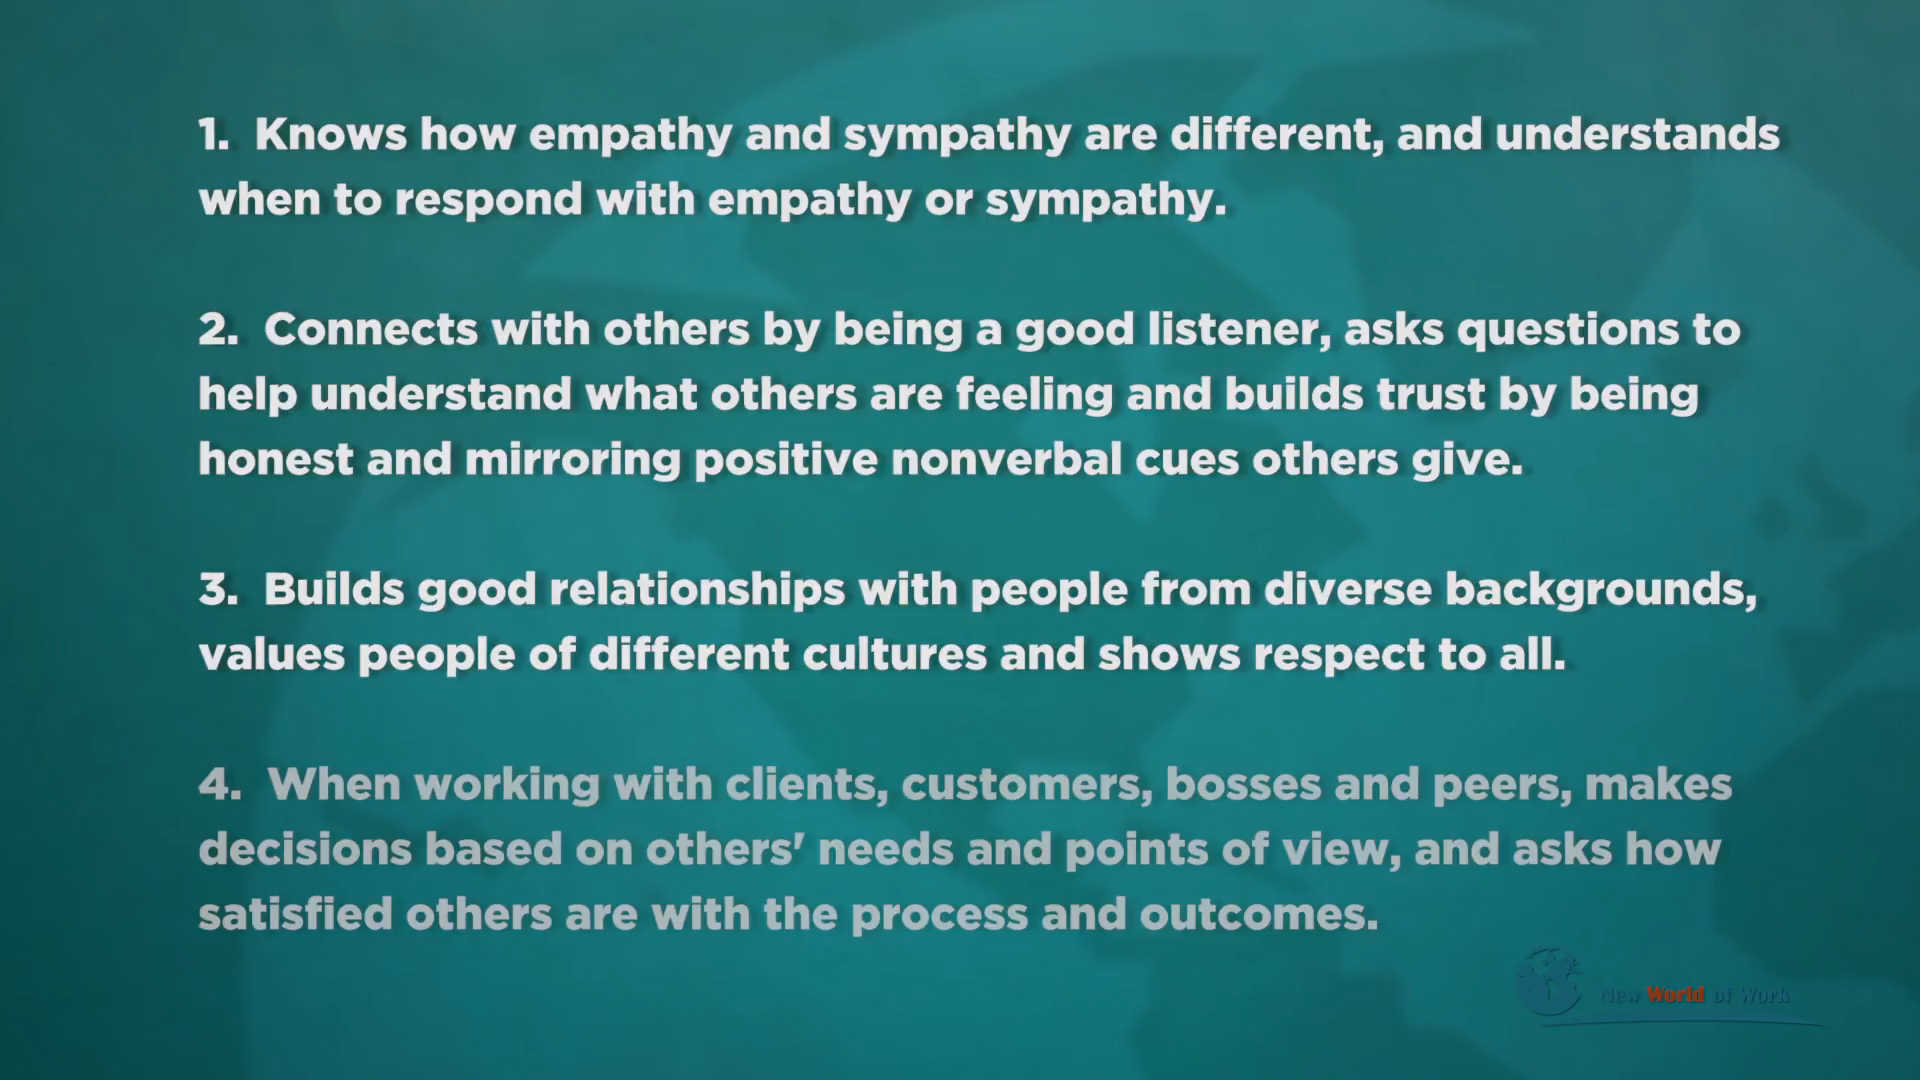 1. Knows how empathy and sympathy are different, and understands
when to respond with empathy or sympathy.
2. Connects with others by being a good listener, asks questions to
help understand what others are feeling and builds trust by being
honest and mirroring positive nonverbal cues others give.
3. Builds good relationships with people from diverse backgrounds,
values people of different cultures and shows respect to all.
4. When working with clients, customers, bosses and peers, makes
decisions based on others' needs and points of view, and asks how
satisfied others are with the process and outcomes.
New World of Work